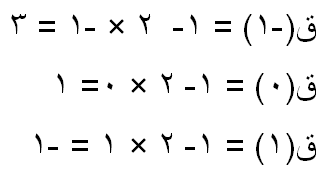 ق(-١) = ١- ٢ × -١ = ٣
ق(٠) = ١- ٢ × ٠= ١
ق(١) = ١- ٢ × ١ = -١